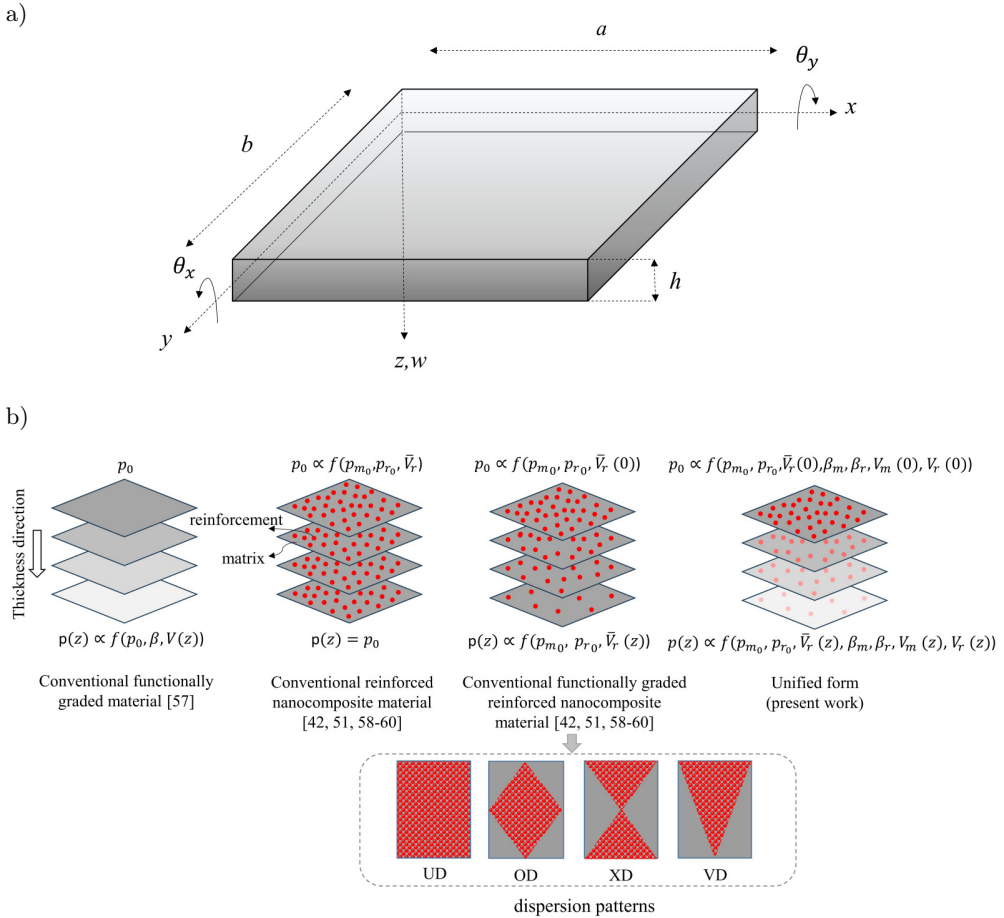 a)
a
θy
x
b
θx
h
y
z,w
b)
p₀
p₀ ∝ f(pₘ₀,pᵣ₀, V̄ᵣ)
p₀ ∝ f(pₘ₀, pᵣ₀, V̄ᵣ (0))
p₀ ∝ f(pₘ₀, pᵣ₀,V̄ᵣ(0),βₘ, βᵣ, Vₘ (0), Vᵣ (0))
Thickness direction
reinforcement
matrix
p(z) ∝ f(p₀, β, V(z))
p(z) = p₀
p(z) ∝ f(pₘ₀, pᵣ₀, V̄ᵣ (z))
p(z) ∝ f(pₘ₀, pᵣ₀, V̄ᵣ (z), βₘ, βᵣ, Vₘ (z), Vᵣ (z))
Conventional functionally
graded material [57]
Conventional reinforced
nanocomposite material
[42, 51, 58-60]
Conventional functionally graded
reinforced nanocomposite
material [42, 51, 58-60]
Unified form
(present work)
UD
OD
XD
VD
dispersion patterns